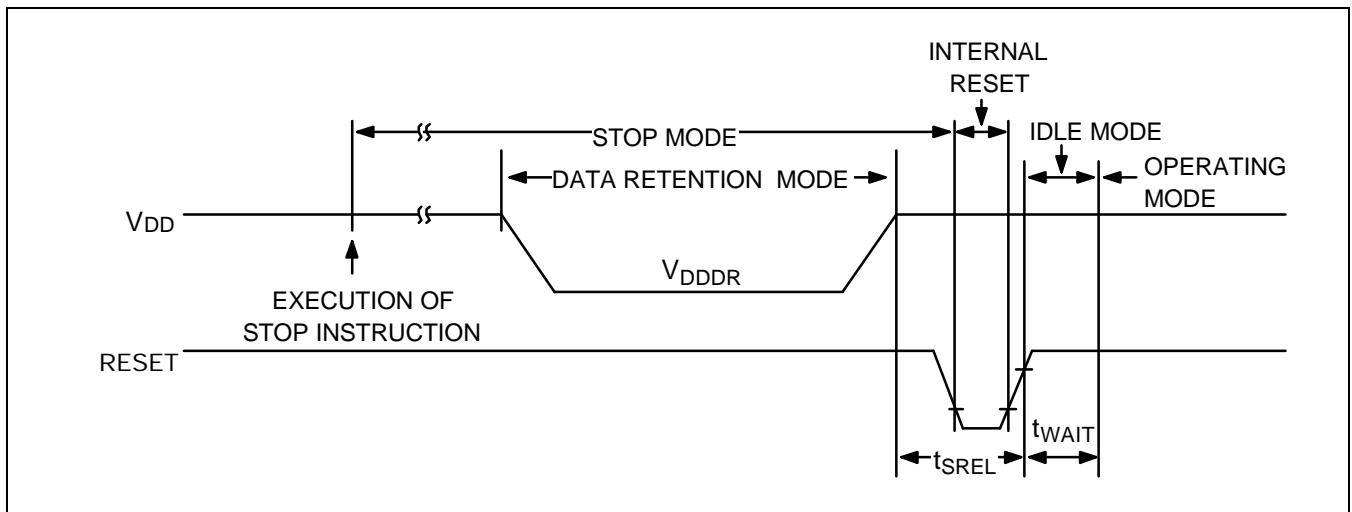 INTERNAL
RESET
IDLE MODE
STOP MODE
OPERATING
MODE
DATA RETENTION MODE
VDD
VDDDR
EXECUTION OF
STOP INSTRUCTION
RESET
tWAIT
tSREL